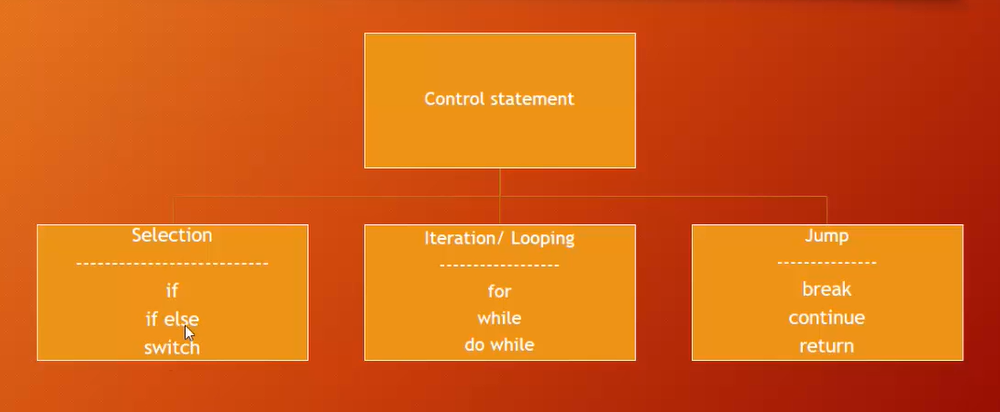 Control statement
Selection
---------------------------
if
if else
switch
Iteration/ Looping
-----------------
for
while
do while
Jump
--------------
break
continue
return